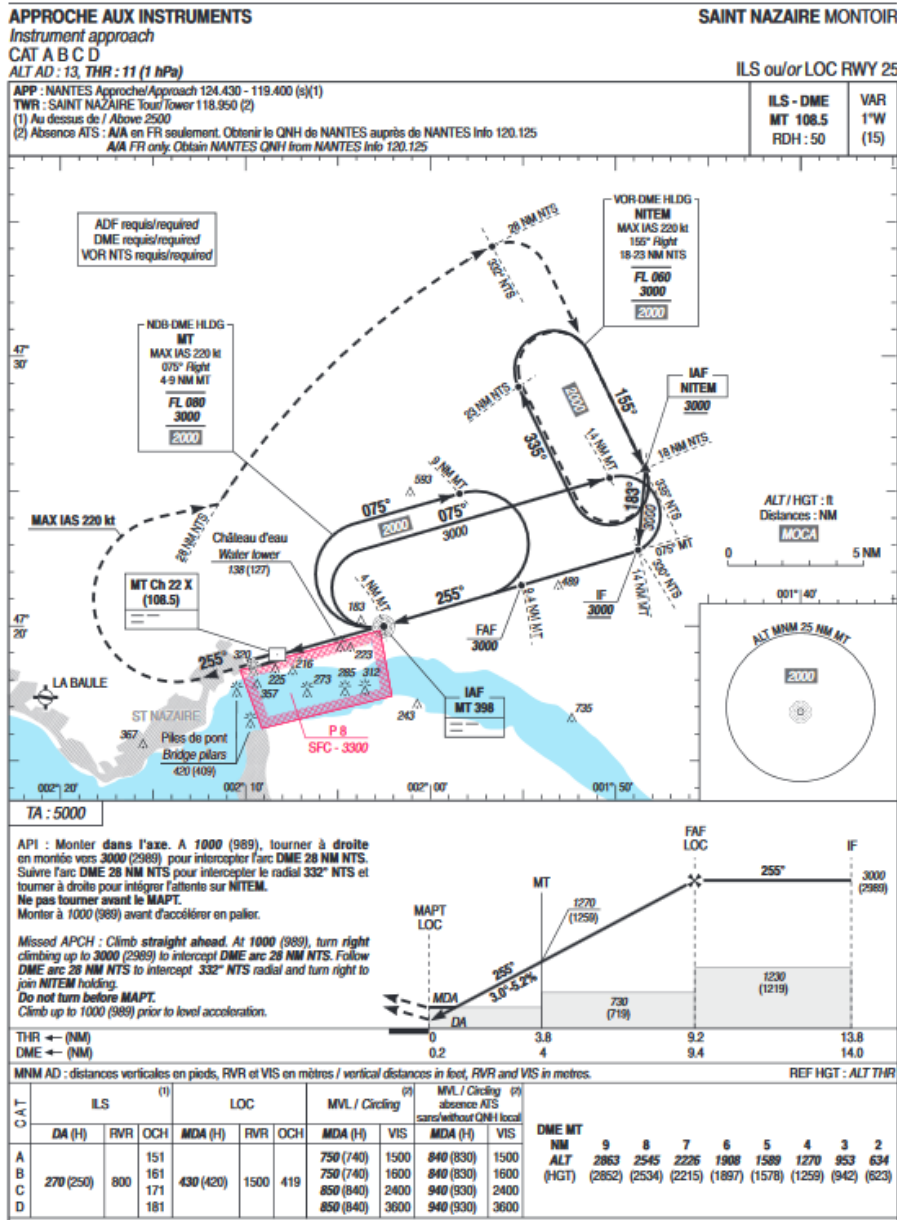 APPROCHE AUX INSTRUMENTS
SAINT NAZAIRE MONTOIR
Instrument approach
CAT A B C D
ALT AD : 13, THR : 11 (1 hPa)
ILS ou/or LOC RWY 25
APP : NANTES Approche/Approach 124.430 - 119.400 (s)(1)
TWR : SAINT NAZAIRE Tour/Tower 118.950 (2)
(1) Au dessus de / Above 2500
(2) Absence ATS : A/A en FR seulement. Obtenir le QNH de NANTES auprès de NANTES Info 120.125
A/A FR only. Obtain NANTES QNH from NANTES Info 120.125
ILS - DME
MT 108.5
RDH : 50
VAR
1°W
(15)
ADF requis/required
DME requis/required
VOR NTS requis/required
28 NM NTS
332° NTS
VOR-DME HLDG
NITEM
MAX IAS 220 kt
155° Right
18-23 NM NTS
FL 060
3000
2000
NDB-DME HLDG
MT
MAX IAS 220 kt
075° Right
4-9 NM MT
FL 080
3000
2000
47°
30'
IAF
NITEM
3000
23 NM NTS
2000
155°
335°
14 NM MT
18 NM NTS
183°
3000
335° NTS
9 NM MT
593
075°
2000
075°
3000
MAX IAS 220 kt
28 NM NTS
Château d'eau
Water tower
138 (127)
ALT / HGT : ft
Distances : NM
MOCA
0
5 NM
075° MT
330° NTS
14 NM MT
IF
3000
MT Ch 22 X
(108.5)
4 NM MT
183
255°
489
9.4 NM MT
FAF
3000
001° 40'
47°
20'
ALT MNM 25 NM MT
2000
255°
320
216
223
225
357
273
285
312
LA BAULE
ST NAZAIRE
IAF
MT 398
243
735
367
Piles de pont
Bridge pilars
420 (409)
P 8
SFC - 3300
002° 20'
002° 10'
002° 00'
001° 50'
TA : 5000
API : Monter dans l'axe. A 1000 (989), tourner à droite
en montée vers 3000 (2989) pour intercepter l'arc DME 28 NM NTS.
Suivre l'arc DME 28 NM NTS pour intercepter le radial 332° NTS et
tourner à droite pour intégrer l'attente sur NITEM.
Ne pas tourner avant le MAPT.
Monter à 1000 (989) avant d'accélérer en palier.
Missed APCH : Climb straight ahead. At 1000 (989), turn right
climbing up to 3000 (2989) to intercept DME arc 28 NM NTS. Follow
DME arc 28 NM NTS to intercept 332° NTS radial and turn right to
join NITEM holding.
Do not turn before MAPT.
Climb up to 1000 (989) prior to level acceleration.
FAF
LOC
IF
255°
3000
(2989)
MT
1270
(1259)
MAPT
LOC
255°
3.0°-5.2%
1230
(1219)
730
(719)
MDA
DA
THR ← (NM) 0 3.8 9.2 13.8
DME ← (NM) 0.2 4 9.4 14.0
MNM AD : distances verticales en pieds, RVR et VIS en mètres / vertical distances in feet, RVR and VIS in metres.
REF HGT : ALT THR
CAT
ILS (1)
LOC
MVL / Circling (2)
MVL / Circling (2)
absence ATS
sans/without QNH local
DA (H) RVR OCH MDA (H) RVR OCH MDA (H) VIS MDA (H) VIS
A 151 750 (740) 1500 840 (830) 1500
B 161 750 (740) 1600 840 (830) 1600
270 (250) 800 430 (420) 1500 419
C 171 850 (840) 2400 940 (930) 2400
D 181 850 (840) 3600 940 (930) 3600
DME MT
NM 9 8 7 6 5 4 3 2
ALT 2863 2545 2226 1908 1589 1270 953 634
(HGT) (2852) (2534) (2215) (1897) (1578) (1259) (942) (623)